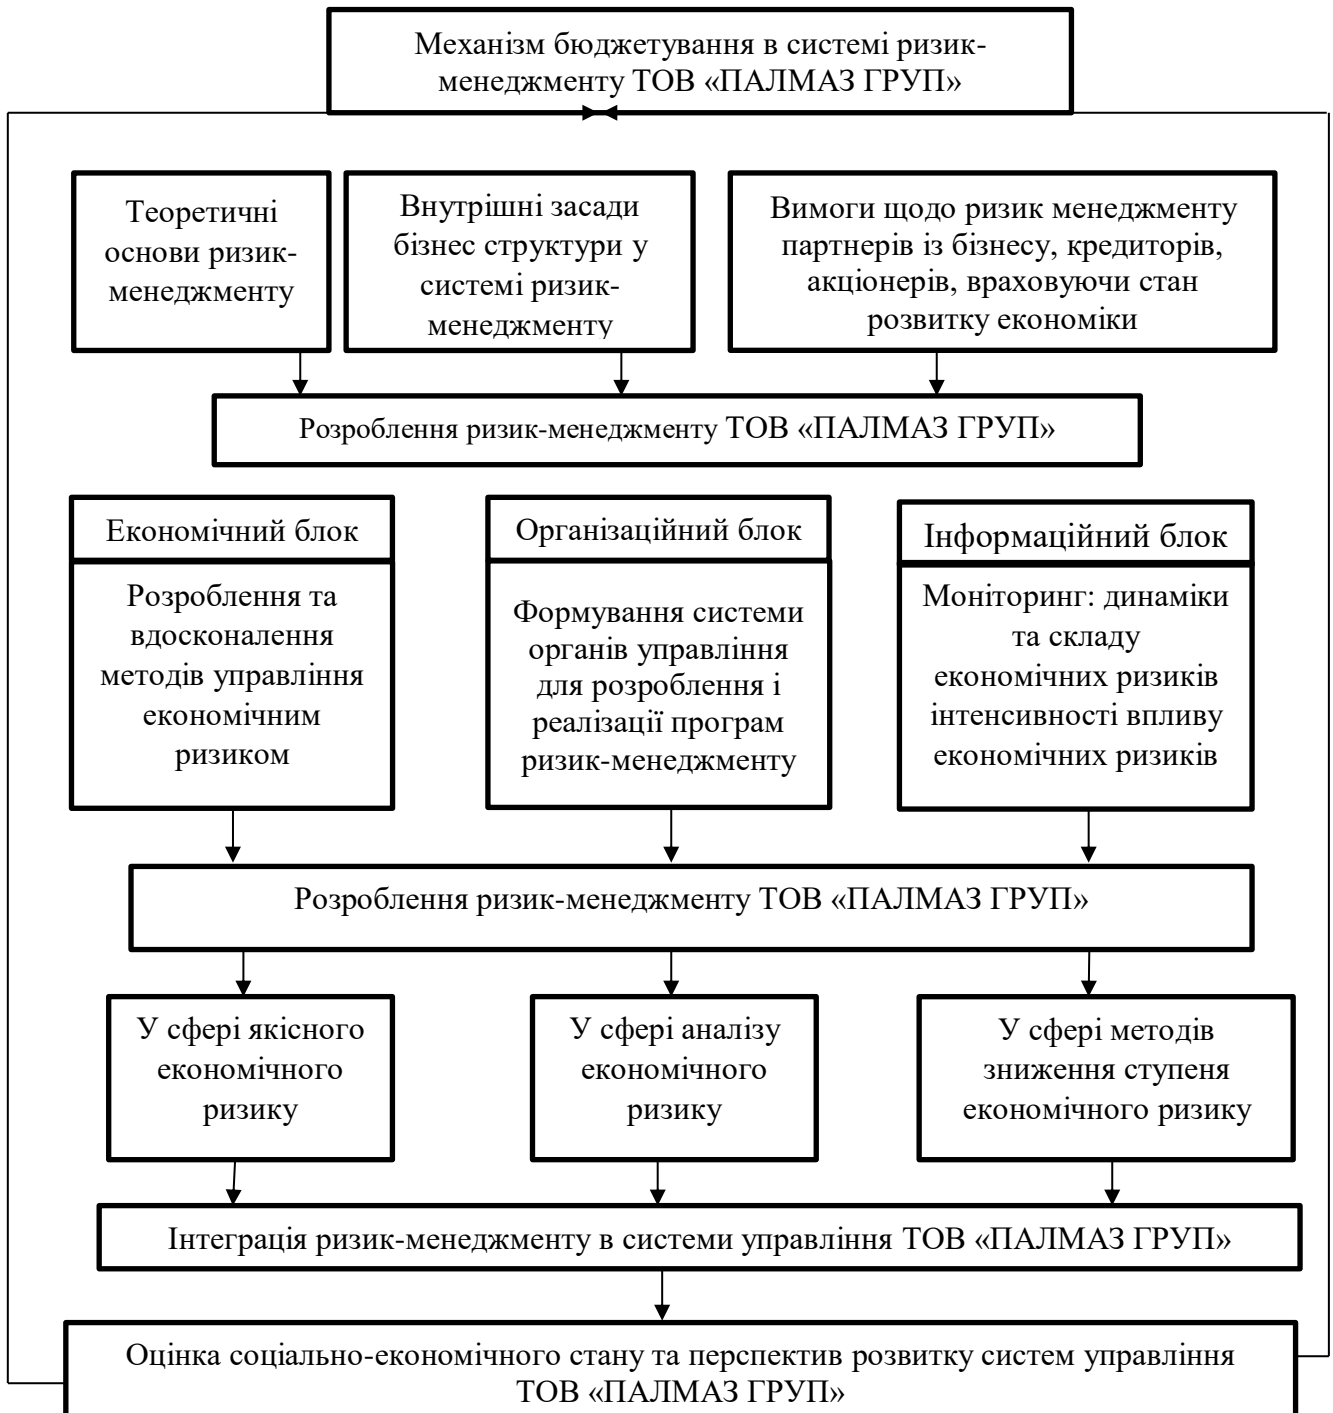 Механізм бюджетування в системі ризик-
менеджменту ТОВ «ПАЛМАЗ ГРУП»
Теоретичні
основи ризик-
менеджменту
Внутрішні засади
бізнес структури у
системі ризик-
менеджменту
Вимоги щодо ризик менеджменту
партнерів із бізнесу, кредиторів,
акціонерів, враховуючи стан
розвитку економіки
Розроблення ризик-менеджменту ТОВ «ПАЛМАЗ ГРУП»
Економічний блок
Розроблення та
вдосконалення
методів управління
економічним
ризиком
Організаційний блок
Формування системи
органів управління
для розроблення і
реалізації програм
ризик-менеджменту
Інформаційний блок
Моніторинг: динаміки
та складу
економічних ризиків
інтенсивності впливу
економічних ризиків
Розроблення ризик-менеджменту ТОВ «ПАЛМАЗ ГРУП»
У сфері якісного
економічного
ризику
У сфері аналізу
економічного
ризику
У сфері методів
зниження ступеня
економічного ризику
Інтеграція ризик-менеджменту в системи управління ТОВ «ПАЛМАЗ ГРУП»
Оцінка соціально-економічного стану та перспектив розвитку систем управління
ТОВ «ПАЛМАЗ ГРУП»